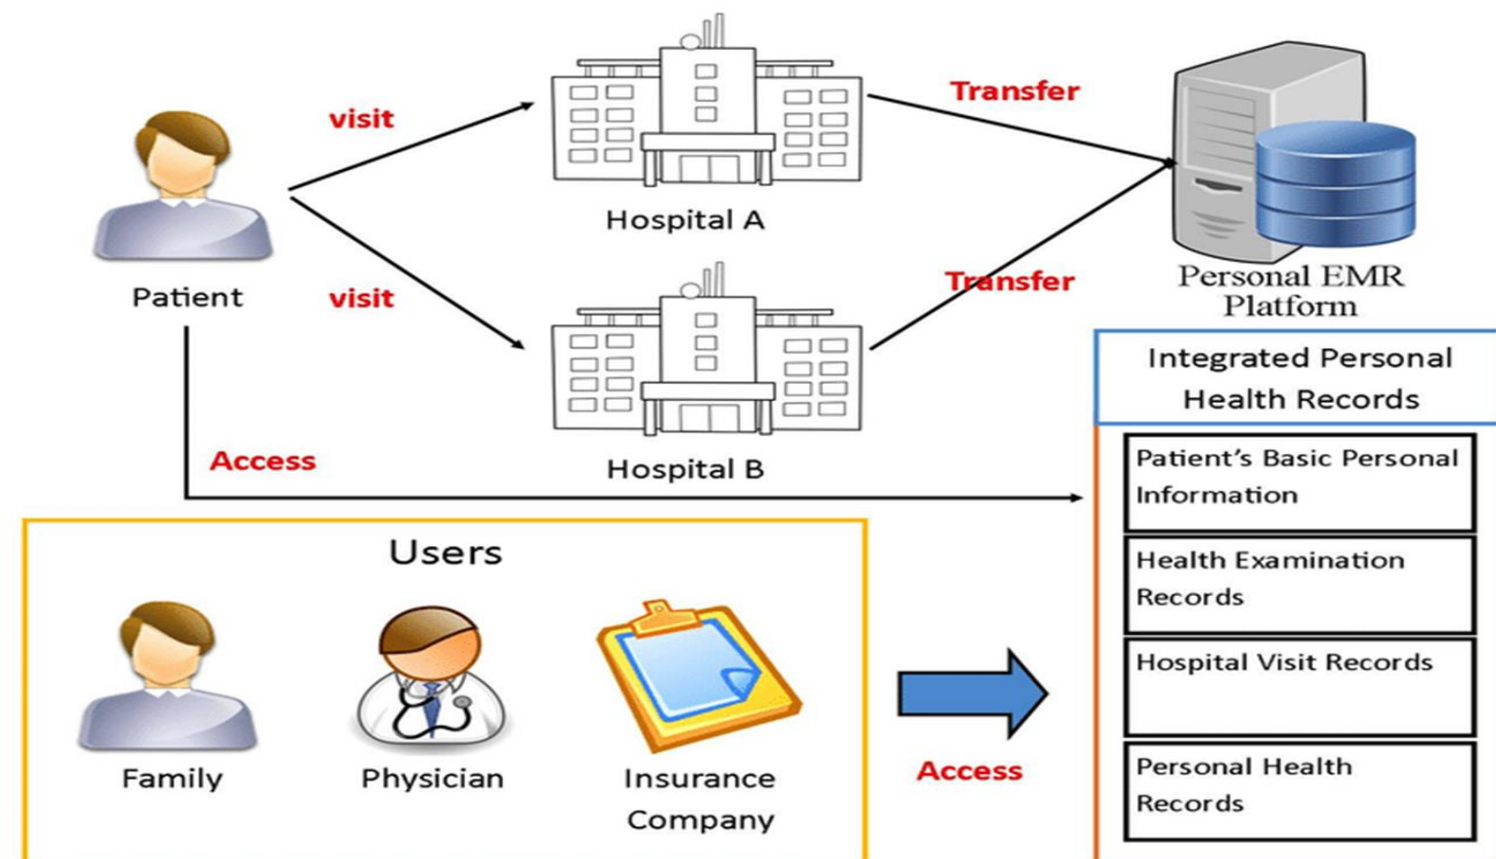 visit
Transfer
Hospital A
Patient
visit
Transfer
Personal EMR
Platform
Access
Hospital B
Integrated Personal
Health Records
Patient's Basic Personal
Information
Health Examination
Records
Hospital Visit Records
Personal Health
Records
Users
Family
Physician
Insurance
Company
Access